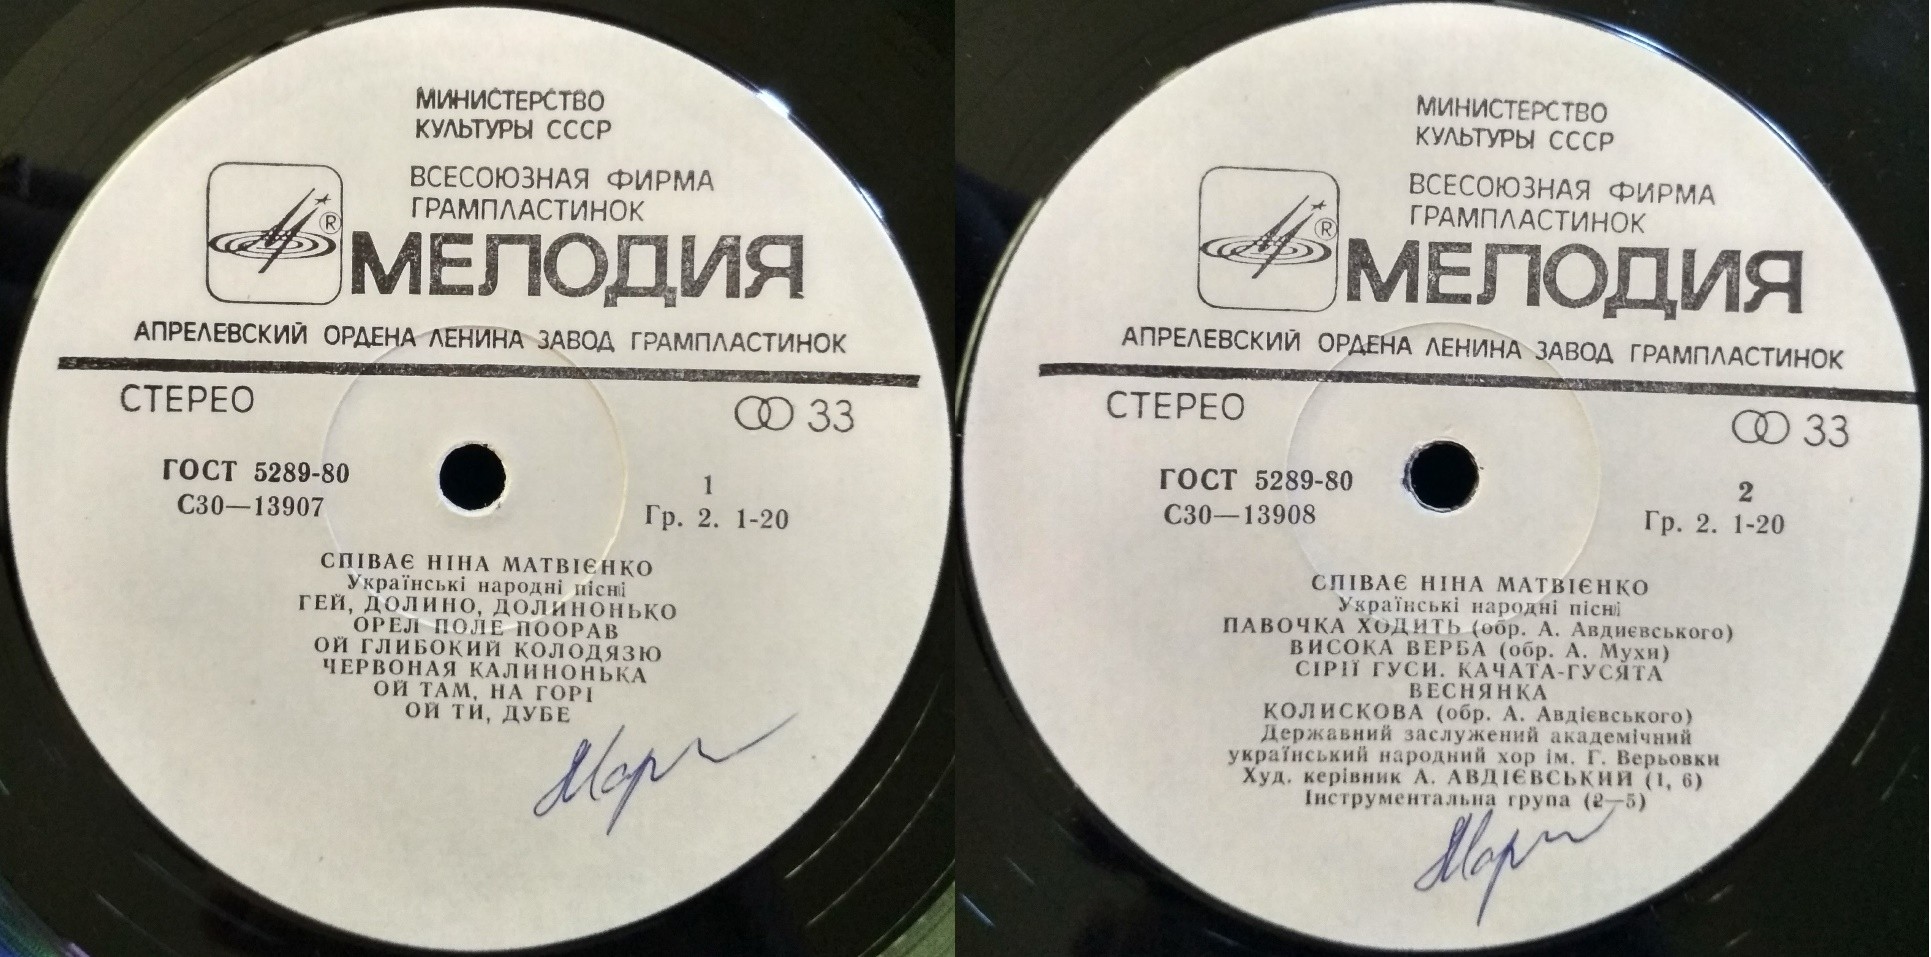 МИНИСТЕРСТВО
КУЛЬТУРЫ СССР
ВСЕСОЮЗНАЯ ФИРМА
ГРАМПЛАСТИНОК
® МЕЛОДИЯ
АПРЕЛЕВСКИЙ ОРДЕНА ЛЕНИНА ЗАВОД ГРАМПЛАСТИНОК
СТЕРЕО
33
ГОСТ 5289-80
1
С30—13907
Гр. 2. 1-20
СПІВАЄ НІНА МАТВІЄНКО
Українські народні пісні
ГЕЙ, ДОЛИНО, ДОЛИНОНЬКО
ОРЕЛ ПОЛЕ ПООРАВ
ОЙ ГЛИБОКИЙ КОЛОДЯЗЮ
ЧЕРВОНАЯ КАЛИНОНЬКА
ОЙ ТАМ, НА ГОРІ
ОЙ ТИ, ДУБЕ
МИНИСТЕРСТВО
КУЛЬТУРЫ СССР
ВСЕСОЮЗНАЯ ФИРМА
ГРАМПЛАСТИНОК
® МЕЛОДИЯ
АПРЕЛЕВСКИЙ ОРДЕНА ЛЕНИНА ЗАВОД ГРАМПЛАСТИНОК
СТЕРЕО
33
ГОСТ 5289-80
2
С30—13908
Гр. 2. 1-20
СПІВАЄ НІНА МАТВІЄНКО
Українські народні пісні
ПАВОЧКА ХОДИТЬ (обр. А. Авдиєвського)
ВИСОКА ВЕРБА (обр. А. Мухи)
СІРІЇ ГУСИ. КАЧАТА-ГУСЯТА
ВЕСНЯНКА
КОЛИСКОВА (обр. А. Авдієвського)
Державний заслужений академічний
український народний хор ім. Г. Верьовки
Худ. керівник А. АВДІЄВСЬКИЙ (1, 6)
Інструментальна група (2—5)